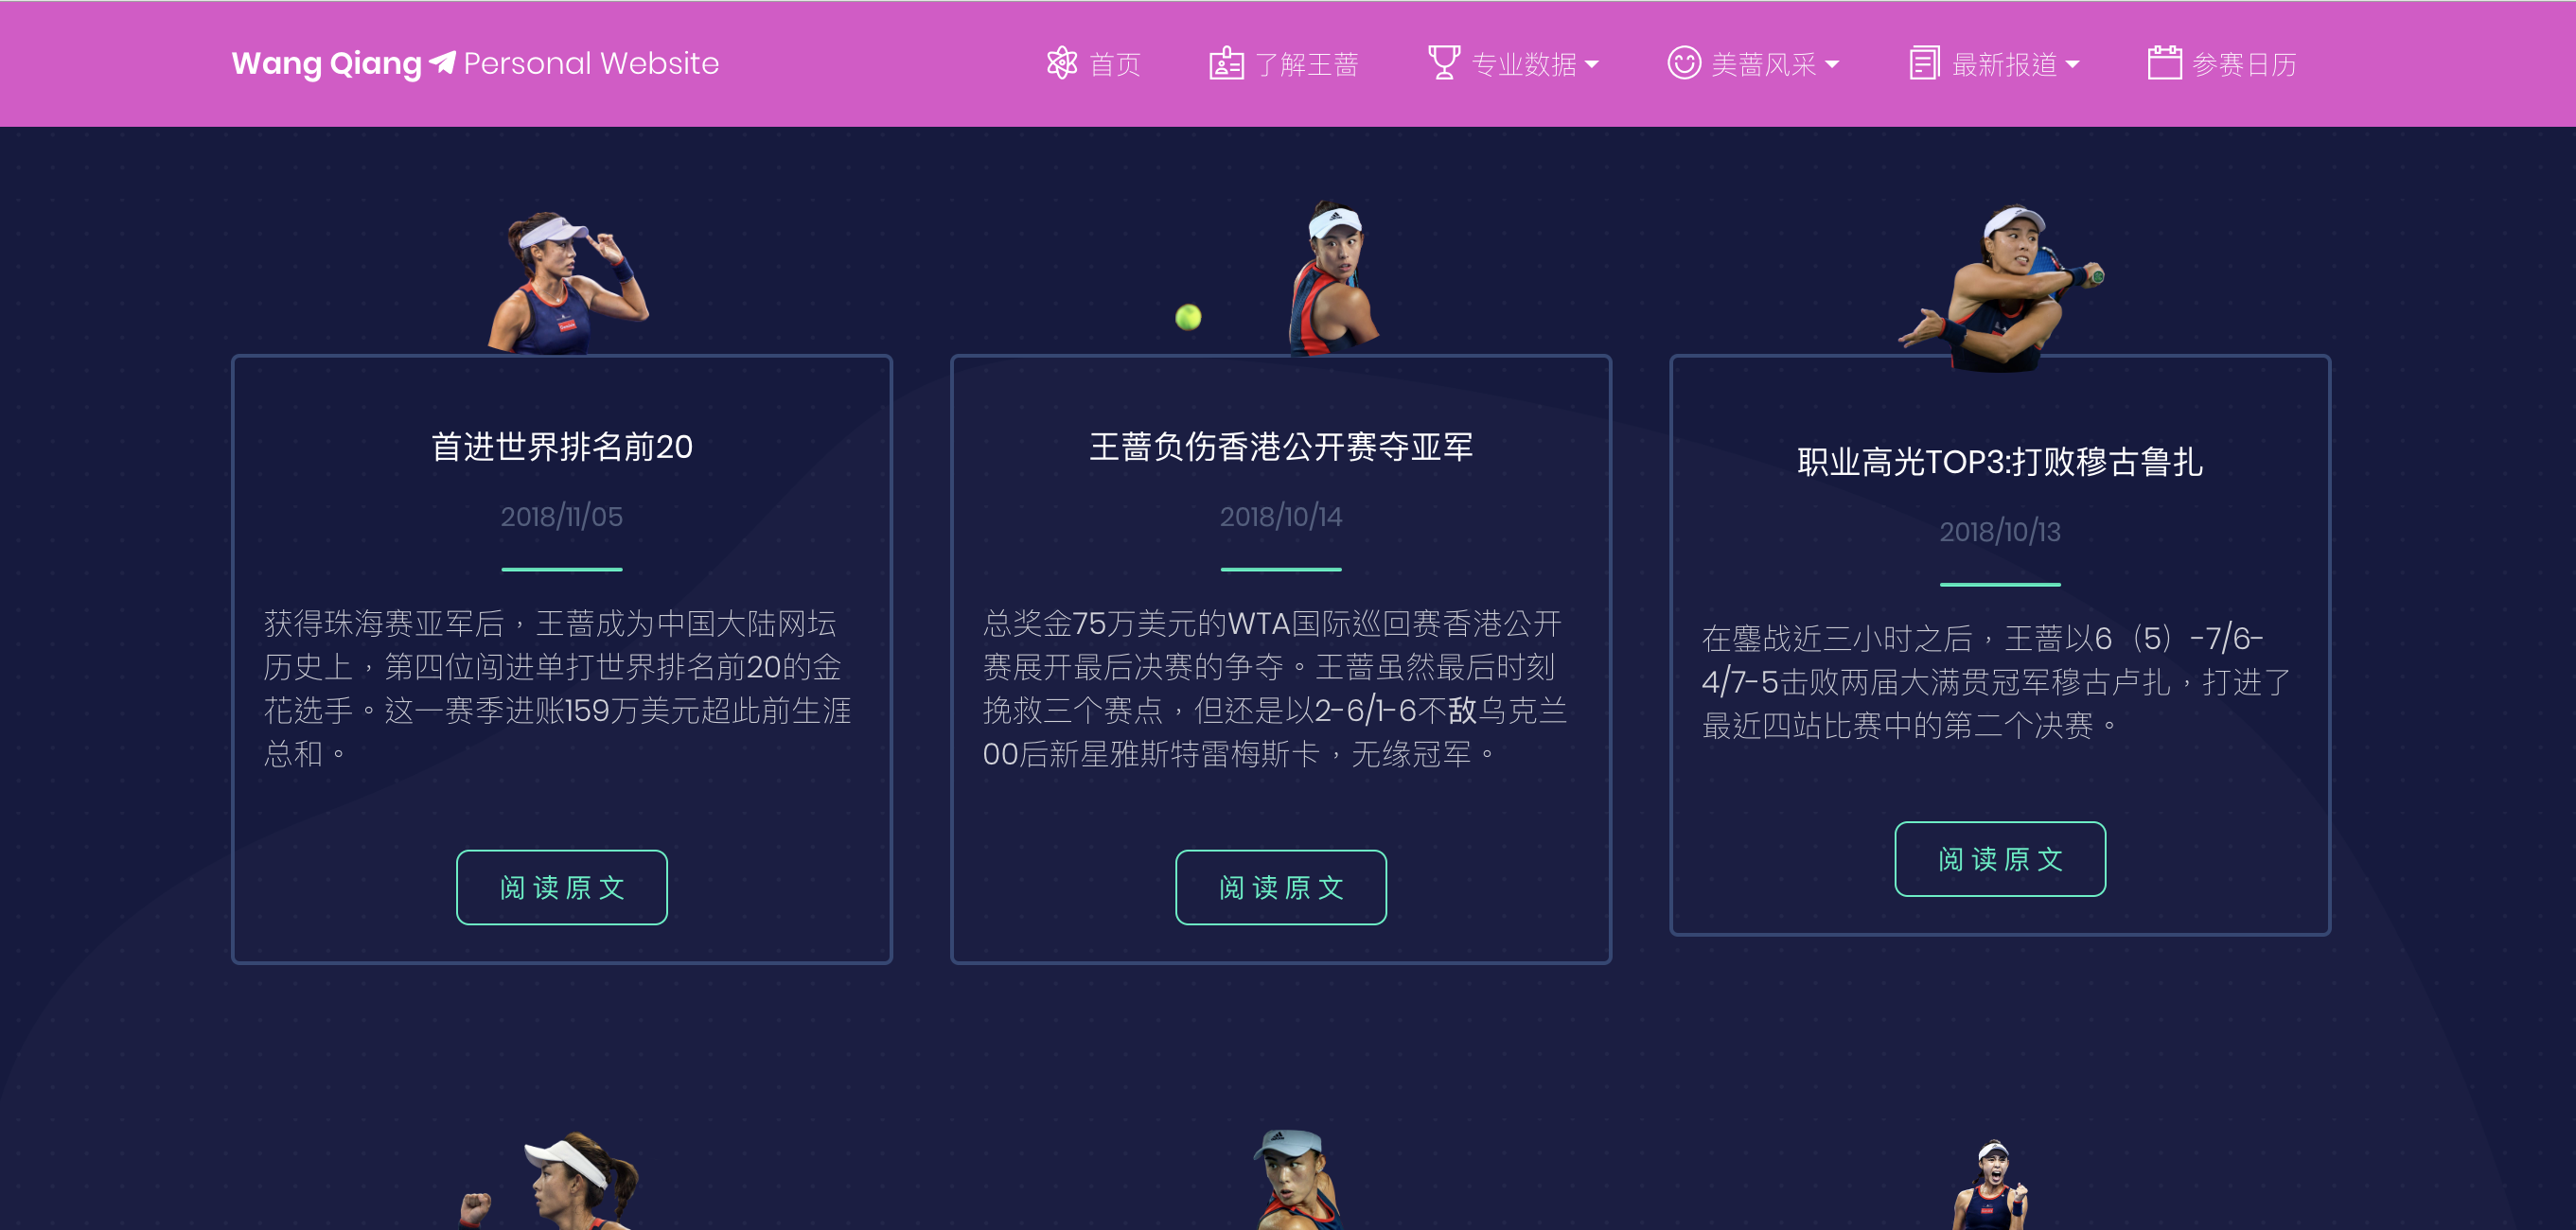 Wang Qiang Personal Website
首页
了解王蔷
专业数据
美蔷风采
最新报道
参赛日历
首进世界排名前20
2018/11/05
获得珠海赛亚军后，王蔷成为中国大陆网坛
历史上，第四位闯进单打世界排名前20的金
花选手。这一赛季进账159万美元超此前生涯
总和。
阅读原文
王蔷负伤香港公开赛夺亚军
2018/10/14
总奖金75万美元的WTA国际巡回赛香港公开
赛展开最后决赛的争夺。王蔷虽然最后时刻
挽救三个赛点，但还是以2-6/1-6不敌乌克兰
00后新星雅斯特雷梅斯卡，无缘冠军。
阅读原文
职业高光TOP3:打败穆古鲁扎
2018/10/13
在鏖战近三小时之后，王蔷以6（5）-7/6-
4/7-5击败两届大满贯冠军穆古卢扎，打进了
最近四站比赛中的第二个决赛。
阅读原文